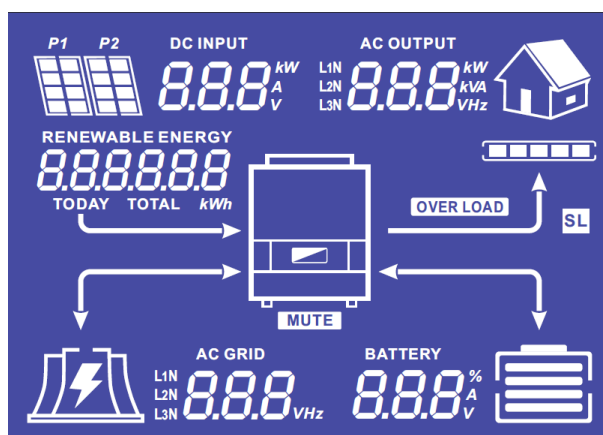 P1 P2 DC INPUT AC OUTPUT
8.8.8 kW A V
L1N L2N L3N 8.8.8 kW kVA VHz
RENEWABLE ENERGY
8.8.8.8.8.8
TODAY TOTAL kWh
OVER LOAD
SL
MUTE
AC GRID BATTERY
L1N L2N L3N 8.8.8 VHz
8.8.8 % A V